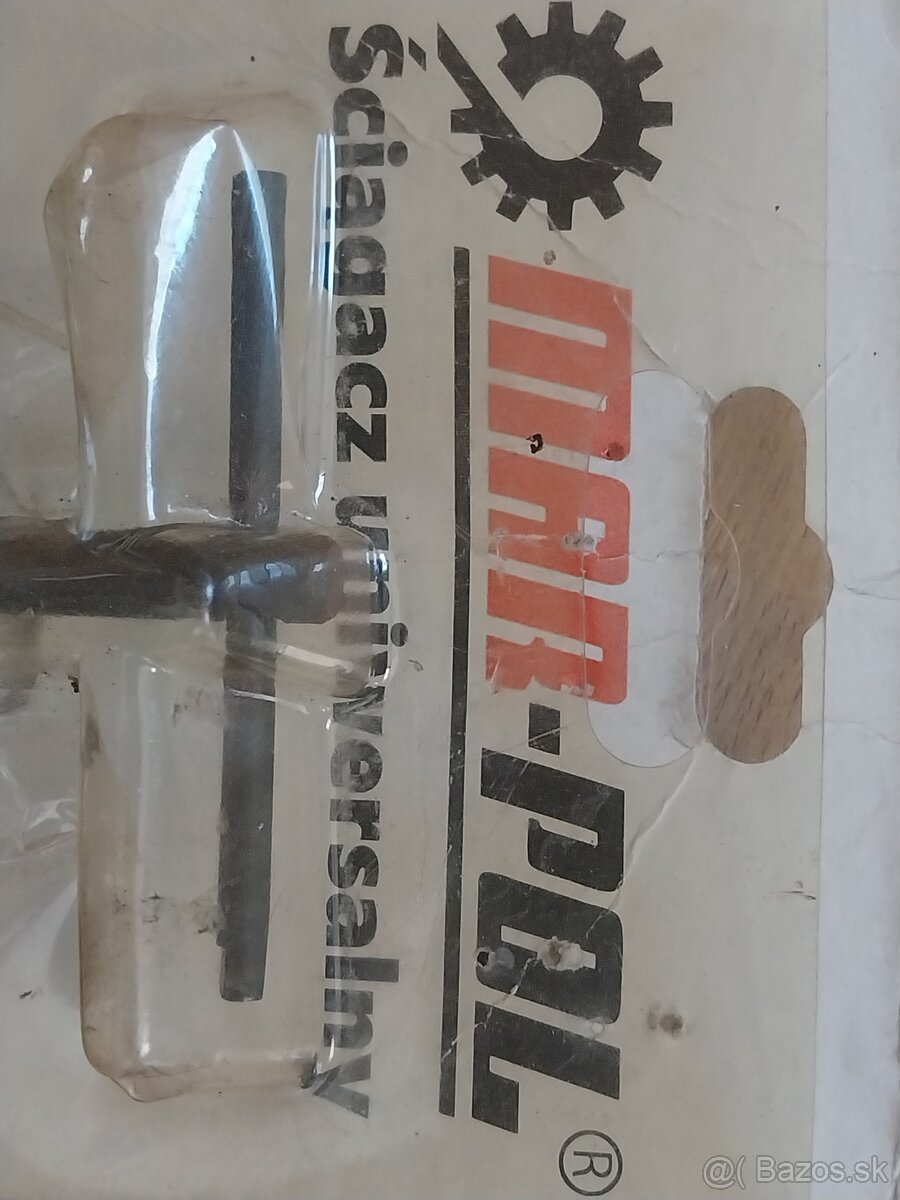 MAR-POL®
Ściągacz uniwersalny
@( Bazos.sk